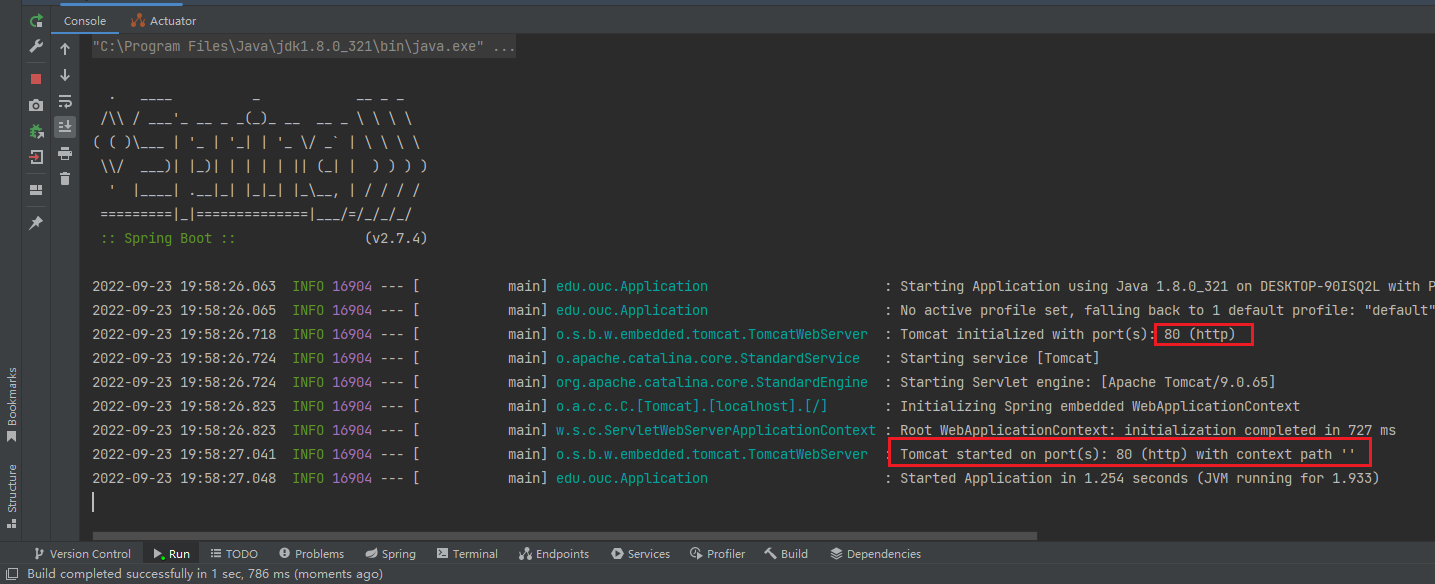 Console Actuator
"C:\Program Files\Java\jdk1.8.0_321\bin\java.exe" ...
  .   ____          _            __ _ _
 /\\ / ___'_ __ _ _(_)_ __  __ _ \ \ \ \
( ( )\___ | '_ | '_| | '_ \/ _` | \ \ \ \
 \\/  ___)| |_)| | | | | || (_| |  ) ) ) )
  '  |____| .__|_| |_|_| |_\__, | / / / /
 =========|_|==============|___/=/_/_/_/
 :: Spring Boot ::                (v2.7.4)
2022-09-23 19:58:26.063  INFO 16904 --- [           main] edu.ouc.Application                      : Starting Application using Java 1.8.0_321 on DESKTOP-90ISQ2L with P
2022-09-23 19:58:26.065  INFO 16904 --- [           main] edu.ouc.Application                      : No active profile set, falling back to 1 default profile: "default"
2022-09-23 19:58:26.718  INFO 16904 --- [           main] o.s.b.w.embedded.tomcat.TomcatWebServer  : Tomcat initialized with port(s): 80 (http)
2022-09-23 19:58:26.724  INFO 16904 --- [           main] o.apache.catalina.core.StandardService   : Starting service [Tomcat]
2022-09-23 19:58:26.724  INFO 16904 --- [           main] org.apache.catalina.core.StandardEngine  : Starting Servlet engine: [Apache Tomcat/9.0.65]
2022-09-23 19:58:26.823  INFO 16904 --- [           main] o.a.c.c.C.[Tomcat].[localhost].[/]       : Initializing Spring embedded WebApplicationContext
2022-09-23 19:58:26.823  INFO 16904 --- [           main] w.s.c.ServletWebServerApplicationContext : Root WebApplicationContext: initialization completed in 727 ms
2022-09-23 19:58:27.041  INFO 16904 --- [           main] o.s.b.w.embedded.tomcat.TomcatWebServer  : Tomcat started on port(s): 80 (http) with context path ''
2022-09-23 19:58:27.048  INFO 16904 --- [           main] edu.ouc.Application                      : Started Application in 1.254 seconds (JVM running for 1.933)
Bookmarks
Structure
Version Control Run TODO Problems Spring Terminal Endpoints Services Profiler Build Dependencies
Build completed successfully in 1 sec, 786 ms (moments ago)